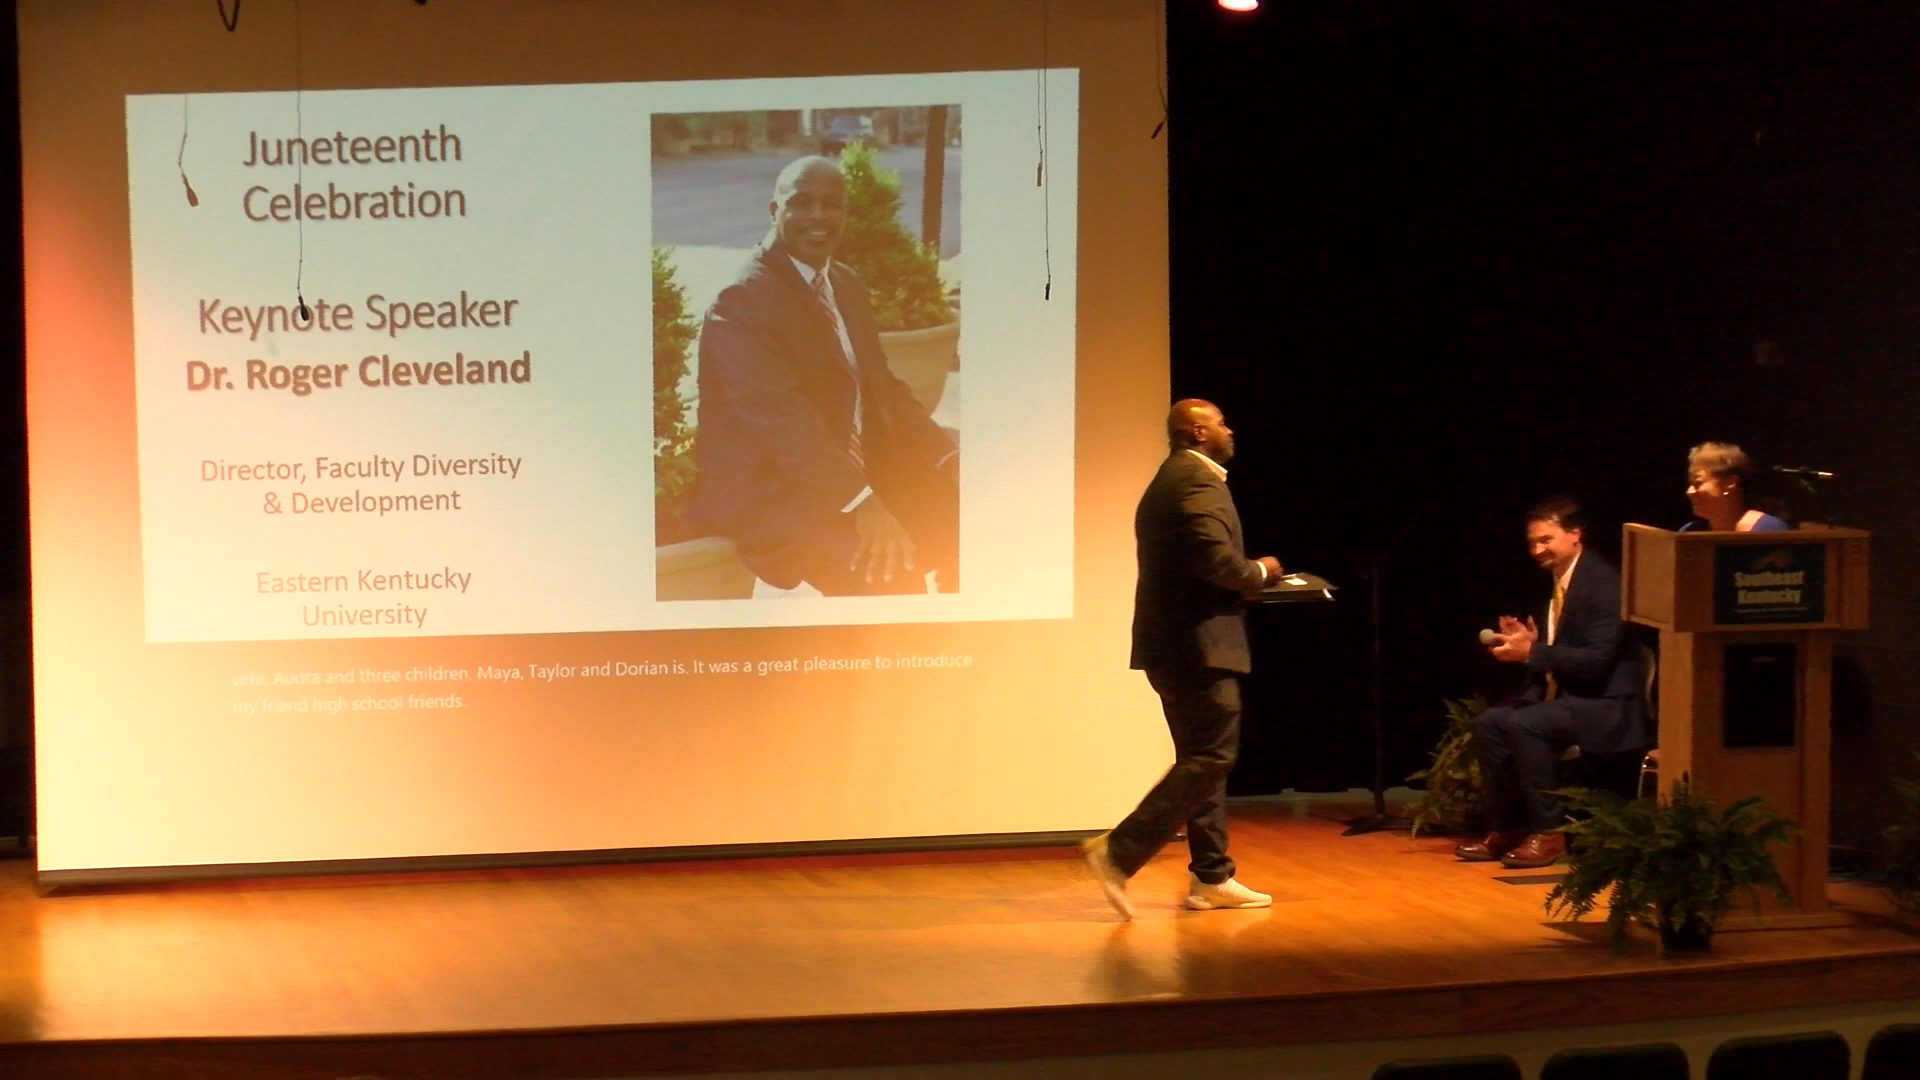 Juneteenth
Celebration
Keynote Speaker
Dr. Roger Cleveland
Director, Faculty Diversity
& Development
Eastern Kentucky
University
wife, Audra and three children, Maya, Taylor and Dorian is. It was a great pleasure to introduce
my friend high school friends.
Southeast
Kentucky